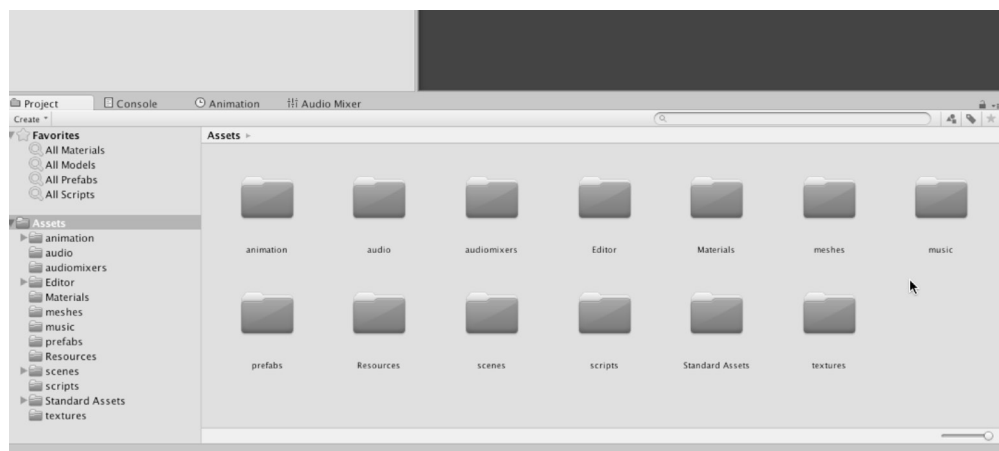 Project Console Animation Audio Mixer
Create
Favorites
All Materials
All Models
All Prefabs
All Scripts
Assets
animation
audio
audiomixers
Editor
Materials
meshes
music
prefabs
Resources
scenes
scripts
Standard Assets
textures
Assets
animation audio audiomixers Editor Materials meshes music
prefabs Resources scenes scripts Standard Assets textures